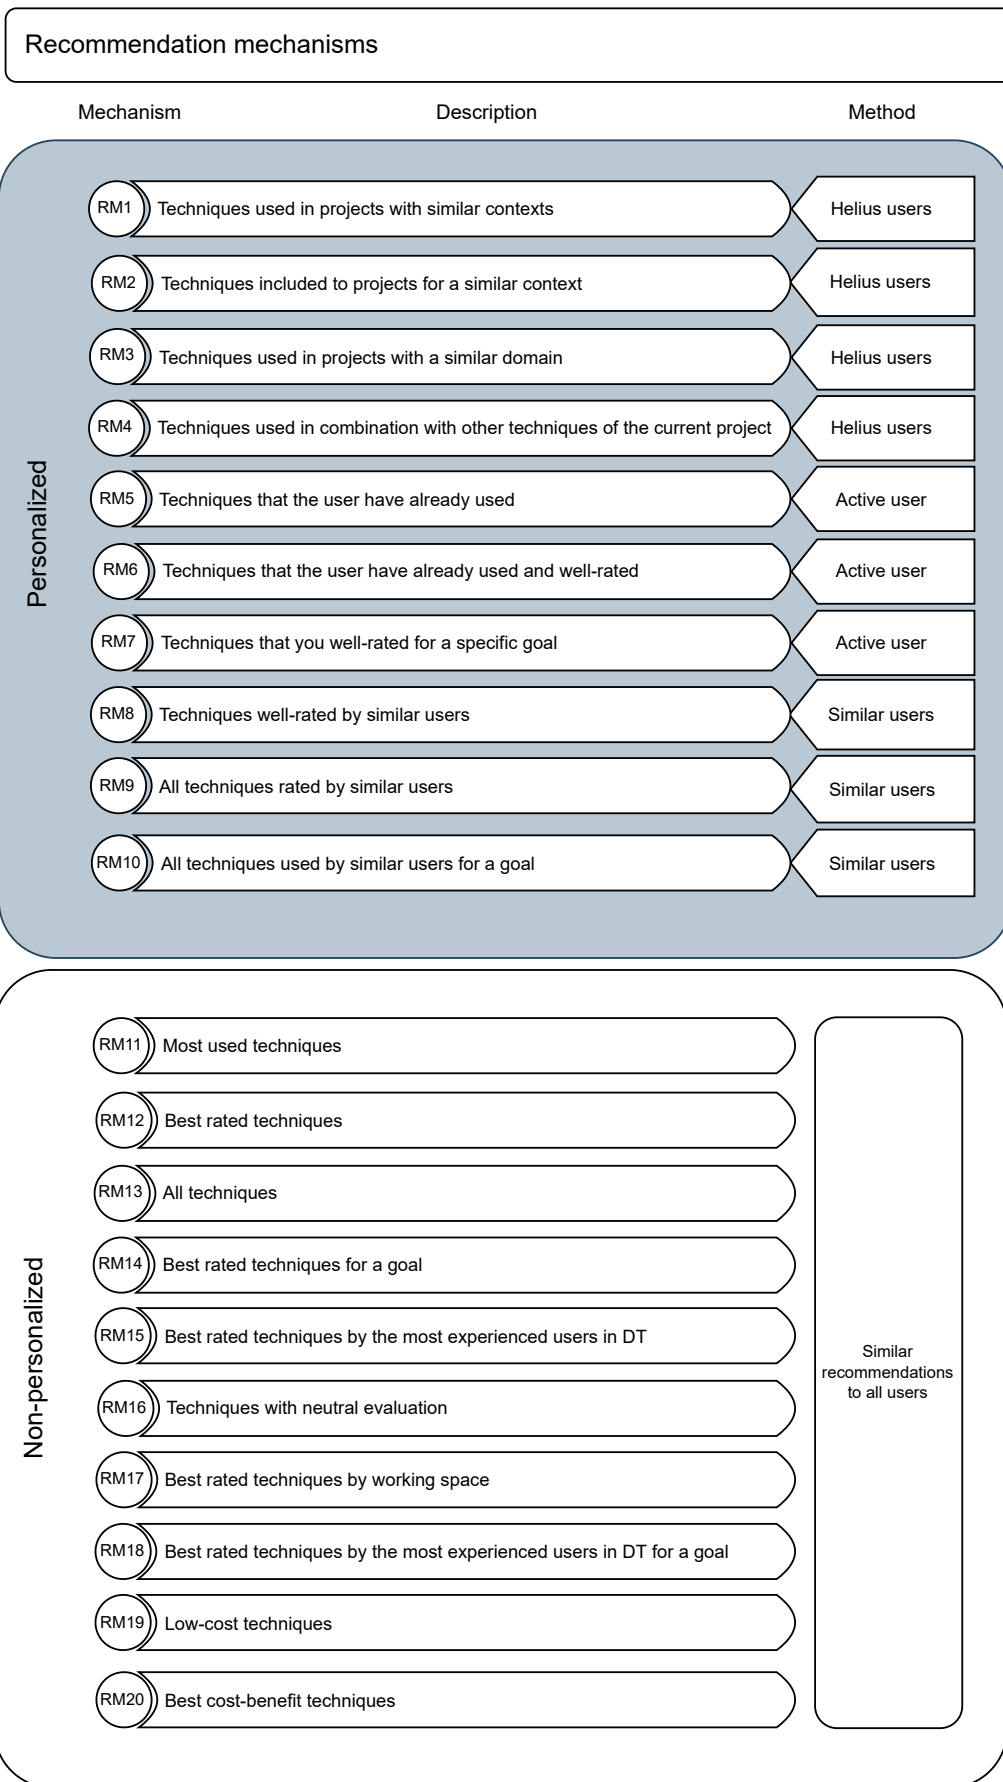 Recommendation mechanisms
Mechanism Description Method
Personalized
RM1 Techniques used in projects with similar contexts Helius users
RM2 Techniques included to projects for a similar context Helius users
RM3 Techniques used in projects with a similar domain Helius users
RM4 Techniques used in combination with other techniques of the current project Helius users
RM5 Techniques that the user have already used Active user
RM6 Techniques that the user have already used and well-rated Active user
RM7 Techniques that you well-rated for a specific goal Active user
RM8 Techniques well-rated by similar users Similar users
RM9 All techniques rated by similar users Similar users
RM10 All techniques used by similar users for a goal Similar users
Non-personalized
RM11 Most used techniques
RM12 Best rated techniques
RM13 All techniques
RM14 Best rated techniques for a goal
RM15 Best rated techniques by the most experienced users in DT
RM16 Techniques with neutral evaluation
RM17 Best rated techniques by working space
RM18 Best rated techniques by the most experienced users in DT for a goal
RM19 Low-cost techniques
RM20 Best cost-benefit techniques
Similar
recommendations
to all users